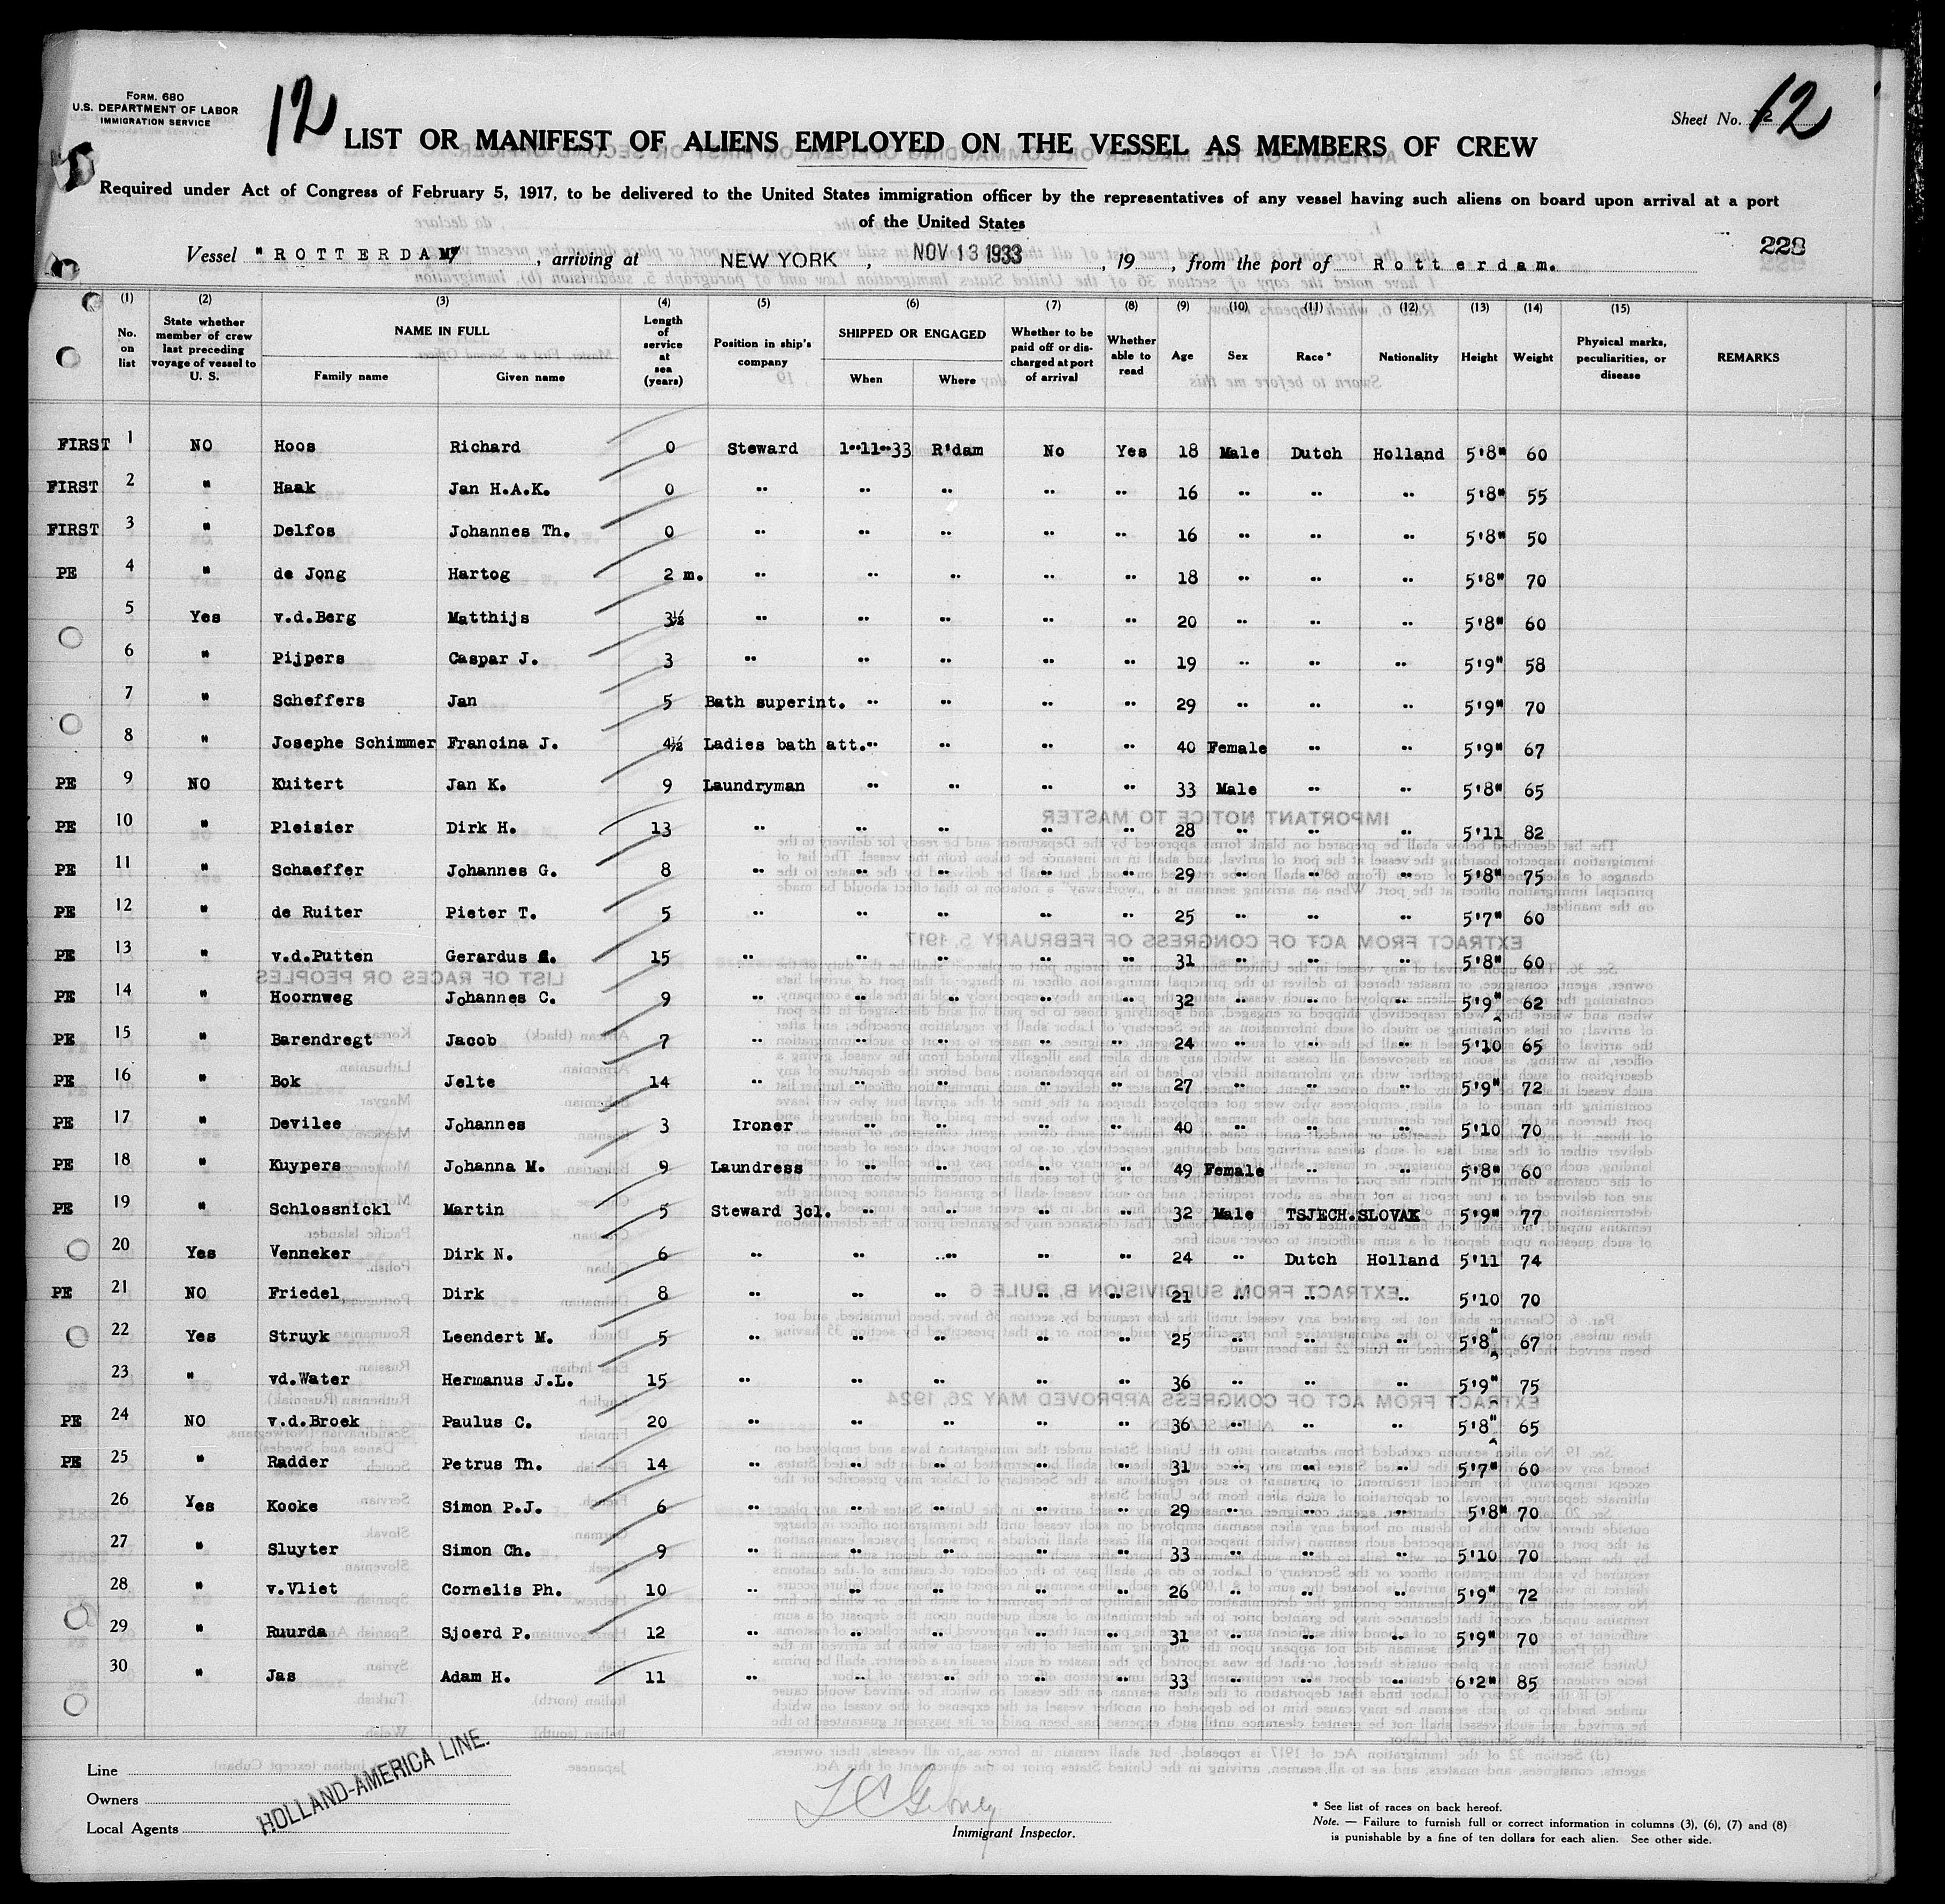 Form. 680
U.S. DEPARTMENT OF LABOR
IMMIGRATION SERVICE
12
Sheet No. 12
LIST OR MANIFEST OF ALIENS EMPLOYED ON THE VESSEL AS MEMBERS OF CREW
Required under Act of Congress of February 5, 1917, to be delivered to the United States immigration officer by the representatives of any vessel having such aliens on board upon arrival at a port
of the United States
228
Vessel "ROTTERDAM", arriving at NEW YORK, NOV 13 1933, 19, from the port of Rotterdam.
(1) (2) (3) (4) (5) (6) (7) (8) (9) (10) (11) (12) (13) (14) (15)
No. on list | State whether member of crew last preceding voyage of vessel to U. S. | NAME IN FULL | Family name | Given name | Length of service at sea (years) | Position in ship's company | SHIPPED OR ENGAGED | When | Where | Whether to be paid off or discharged at port of arrival | Whether able to read | Age | Sex | Race * | Nationality | Height | Weight | Physical marks, peculiarities, or disease | REMARKS
FIRST 1 NO Hoos Richard 0 Steward 1"11"33 R'dam No Yes 18 Male Dutch Holland 5'8" 60
FIRST 2 " Haak Jan H.A.K. 0 " " " " " 16 " " " 5'8" 55
FIRST 3 " Delfos Johannes Th. 0 " " " " " 16 " " " 5'8" 50
PE 4 " de Jong Hartog 2 m. " " " " " 18 " " " 5'8" 70
5 Yes v.d.Berg Matthijs 3½ " " " " " 20 " " " 5'8" 60
6 " Pijpers Caspar J. 3 " " " " " 19 " " " 5'9" 58
7 " Scheffers Jan 5 Bath superint. " " " " 29 " " " 5'9" 70
8 " Josephe Schimmer Francina J. 4½ Ladies bath att. " " " " 40 Female " " 5'9" 67
PE 9 NO Kuitert Jan K. 9 Laundryman " " " " 33 Male " " 5'8" 65
PE 10 " Pleisier Dirk H. 13 " " " " " 28 " " " 5'11 82
PE 11 " Schaeffer Johannes G. 8 " " " " " 29 " " " 5'8" 75
PE 12 " de Ruiter Pieter T. 5 " " " " " 25 " " " 5'7" 60
PE 13 " v.d.Putten Gerardus 15 " " " " " 31 " " " 5'8" 60
PE 14 " Hoornweg Johannes C. 9 " " " " " 32 " " " 5'9" 62
PE 15 " Barendregt Jacob 7 " " " " " 24 " " " 5'10 65
PE 16 " Bok Jelte 14 " " " " " 27 " " " 5'9" 72
PE 17 " Devilee Johannes 3 Ironer " " " " 40 " " " 5'10 70
PE 18 " Kuypers Johanna M. 9 Laundress " " " " 49 Female " " 5'8" 60
PE 19 " Schlossnickl Martin 5 Steward 3cl. " " " " 32 Male TSJECH.SLOVAK 5'9" 77
20 Yes Venneker Dirk N. 6 " " " " " 24 " Dutch Holland 5'11 74
PE 21 NO Friedel Dirk 8 " " " " " 21 " " " 5'10 70
22 Yes Struyk Leendert M. 5 " " " " " 25 " " " 5'8" 67
23 " vd.Water Hermanus J.L. 15 " " " " " 36 " " " 5'9" 75
PE 24 NO v.d.Broek Paulus C. 20 " " " " " 36 " " " 5'8" 65
PE 25 " Radder Petrus Th. 14 " " " " " 31 " " " 5'7" 60
26 Yes Kooke Simon P.J. 6 " " " " " 29 " " " 5'8" 70
27 " Sluyter Simon Ch. 9 " " " " " 33 " " " 5'10 70
28 " v.Vliet Cornelis Ph. 10 " " " " " 26 " " " 5'9" 72
29 " Ruurda Sjoerd P. 12 " " " " " 31 " " " 5'9" 70
30 " Jas Adam H. 11 " " " " " 33 " " " 6'2" 85
Line
Owners
Local Agents
HOLLAND-AMERICA LINE.
Immigrant Inspector.
* See list of races on back hereof.
Note. — Failure to furnish full or correct information in columns (3), (6), (7) and (8)
is punishable by a fine of ten dollars for each alien. See other side.